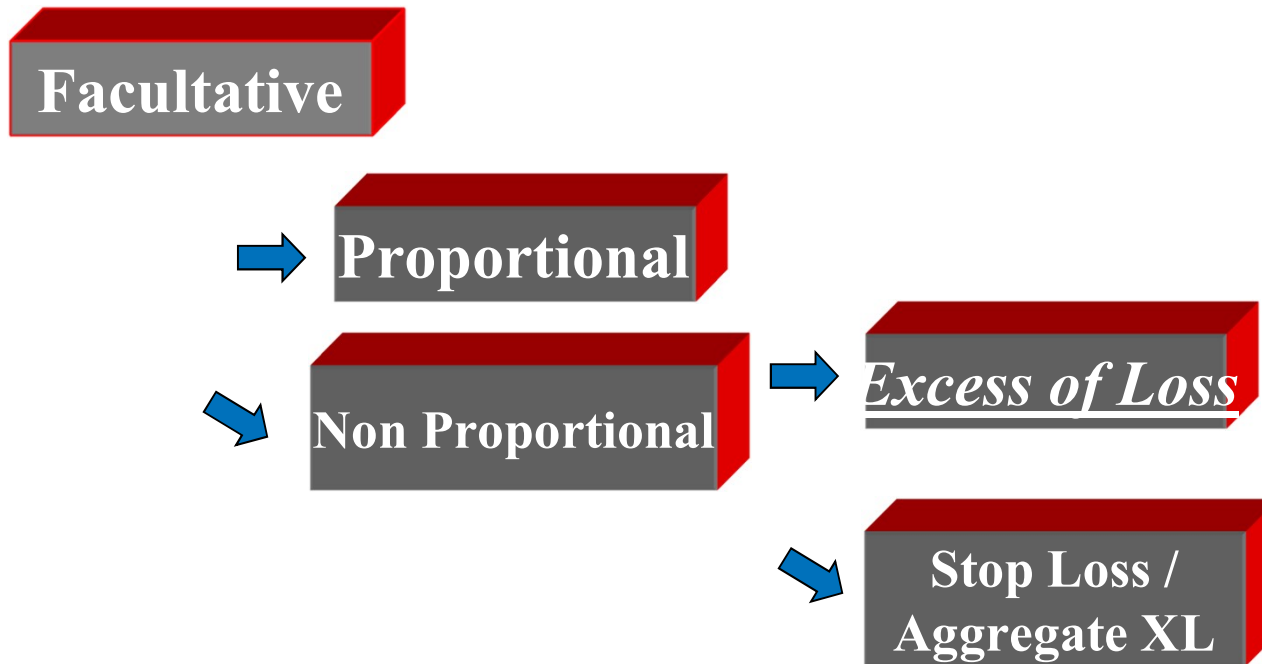 Facultative
Proportional
Non Proportional
Excess of Loss
Stop Loss /
Aggregate XL